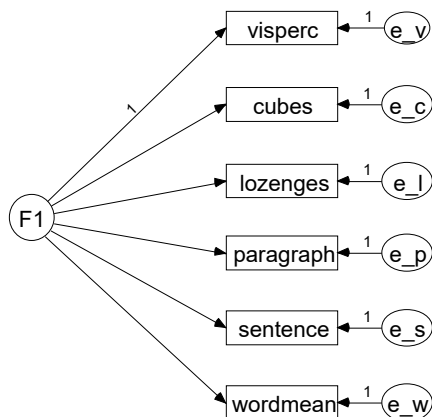 1
visperc
e_v
1
cubes
1
e_c
lozenges
1
e_l
F1
paragraph
1
e_p
sentence
1
e_s
wordmean
1
e_w